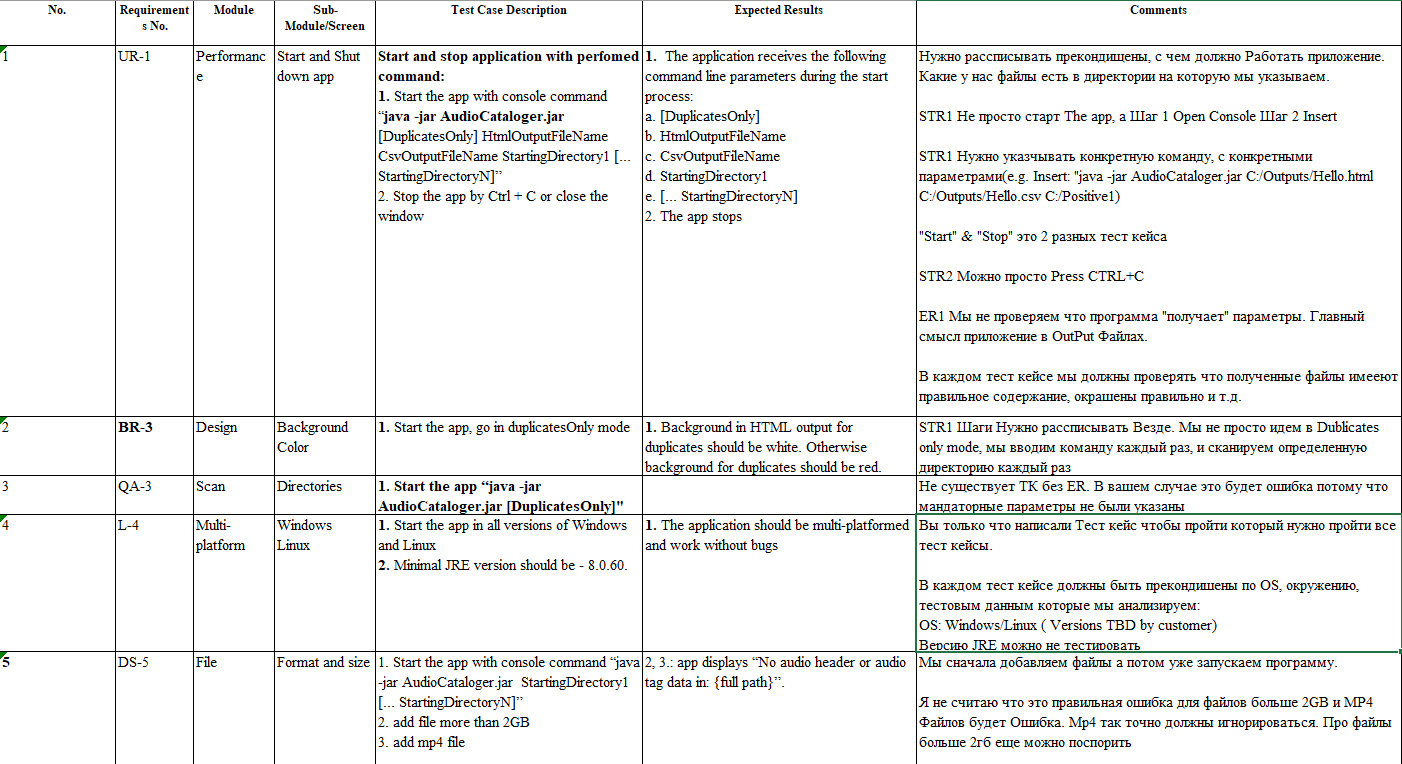 No.
Requirement
s No.
Module
Sub-
Module/Screen
Test Case Description
Expected Results
Comments
1
UR-1
Performanc
e
Start and Shut
down app
Start and stop application with perfomed
command:
1. Start the app with console command
“java -jar AudioCataloger.jar
[DuplicatesOnly] HtmlOutputFileName
CsvOutputFileName StartingDirectory1 [...
StartingDirectoryN]”
2. Stop the app by Ctrl + C or close the
window
1. The application receives the following
command line parameters during the start
process:
a. [DuplicatesOnly]
b. HtmlOutputFileName
c. CsvOutputFileName
d. StartingDirectory1
e. [... StartingDirectoryN]
2. The app stops
Нужно рассписывать прекондищены, с чем должно Работать приложение.
Какие у нас файлы есть в директории на которую мы указываем.
STR1 Не просто старт The app, а Шаг 1 Open Console Шаг 2 Insert
STR1 Нужно указчывать конкретную команду, с конкретными
параметрами(e.g. Insert: "java -jar AudioCataloger.jar C:/Outputs/Hello.html
C:/Outputs/Hello.csv C:/Positive1)
"Start" & "Stop" это 2 разных тест кейса
STR2 Можно просто Press CTRL+C
ER1 Мы не проверяем что программа "получает" параметры. Главный
смысл приложение в OutPut Файлах.
В каждом тест кейсе мы должны проверять что полученные файлы имееют
правильное содержание, окрашены правильно и т.д.
2
BR-3
Design
Background
Color
1. Start the app, go in duplicatesOnly mode
1. Background in HTML output for
duplicates should be white. Otherwise
background for duplicates should be red.
STR1 Шаги Нужно рассписывать Везде. Мы не просто идем в Dublicates
only mode, мы вводим команду каждый раз, и сканируем определенную
директорию каждый раз
3
QA-3
Scan
Directories
1. Start the app “java -jar
AudioCataloger.jar [DuplicatesOnly]"
Не существует ТК без ER. В вашем случае это будет ошибка потому что
мандаторные параметры не были указаны
4
L-4
Multi-
platform
Windows
Linux
1. Start the app in all versions of Windows
and Linux
2. Minimal JRE version should be - 8.0.60.
1. The application should be multi-platformed
and work without bugs
Вы только что написали Тест кейс чтобы пройти который нужно пройти все
тест кейсы.
В каждом тест кейсе должны быть прекондишены по OS, окружению,
тестовым данным которые мы анализируем:
OS: Windows/Linux ( Versions TBD by customer)
Версию JRE можно не тестировать
5
DS-5
File
Format and size
1. Start the app with console command “java
-jar AudioCataloger.jar StartingDirectory1
[... StartingDirectoryN]”
2. add file more than 2GB
3. add mp4 file
2, 3.: app displays “No audio header or audio
tag data in: {full path}”.
Мы сначала добавляем файлы а потом уже запускаем программу.
Я не считаю что это правильная ошибка для файлов больше 2GB и MP4
Файлов будет Ошибка. Mp4 так точно должны игнорироваться. Про файлы
больше 2гб еще можно поспорить